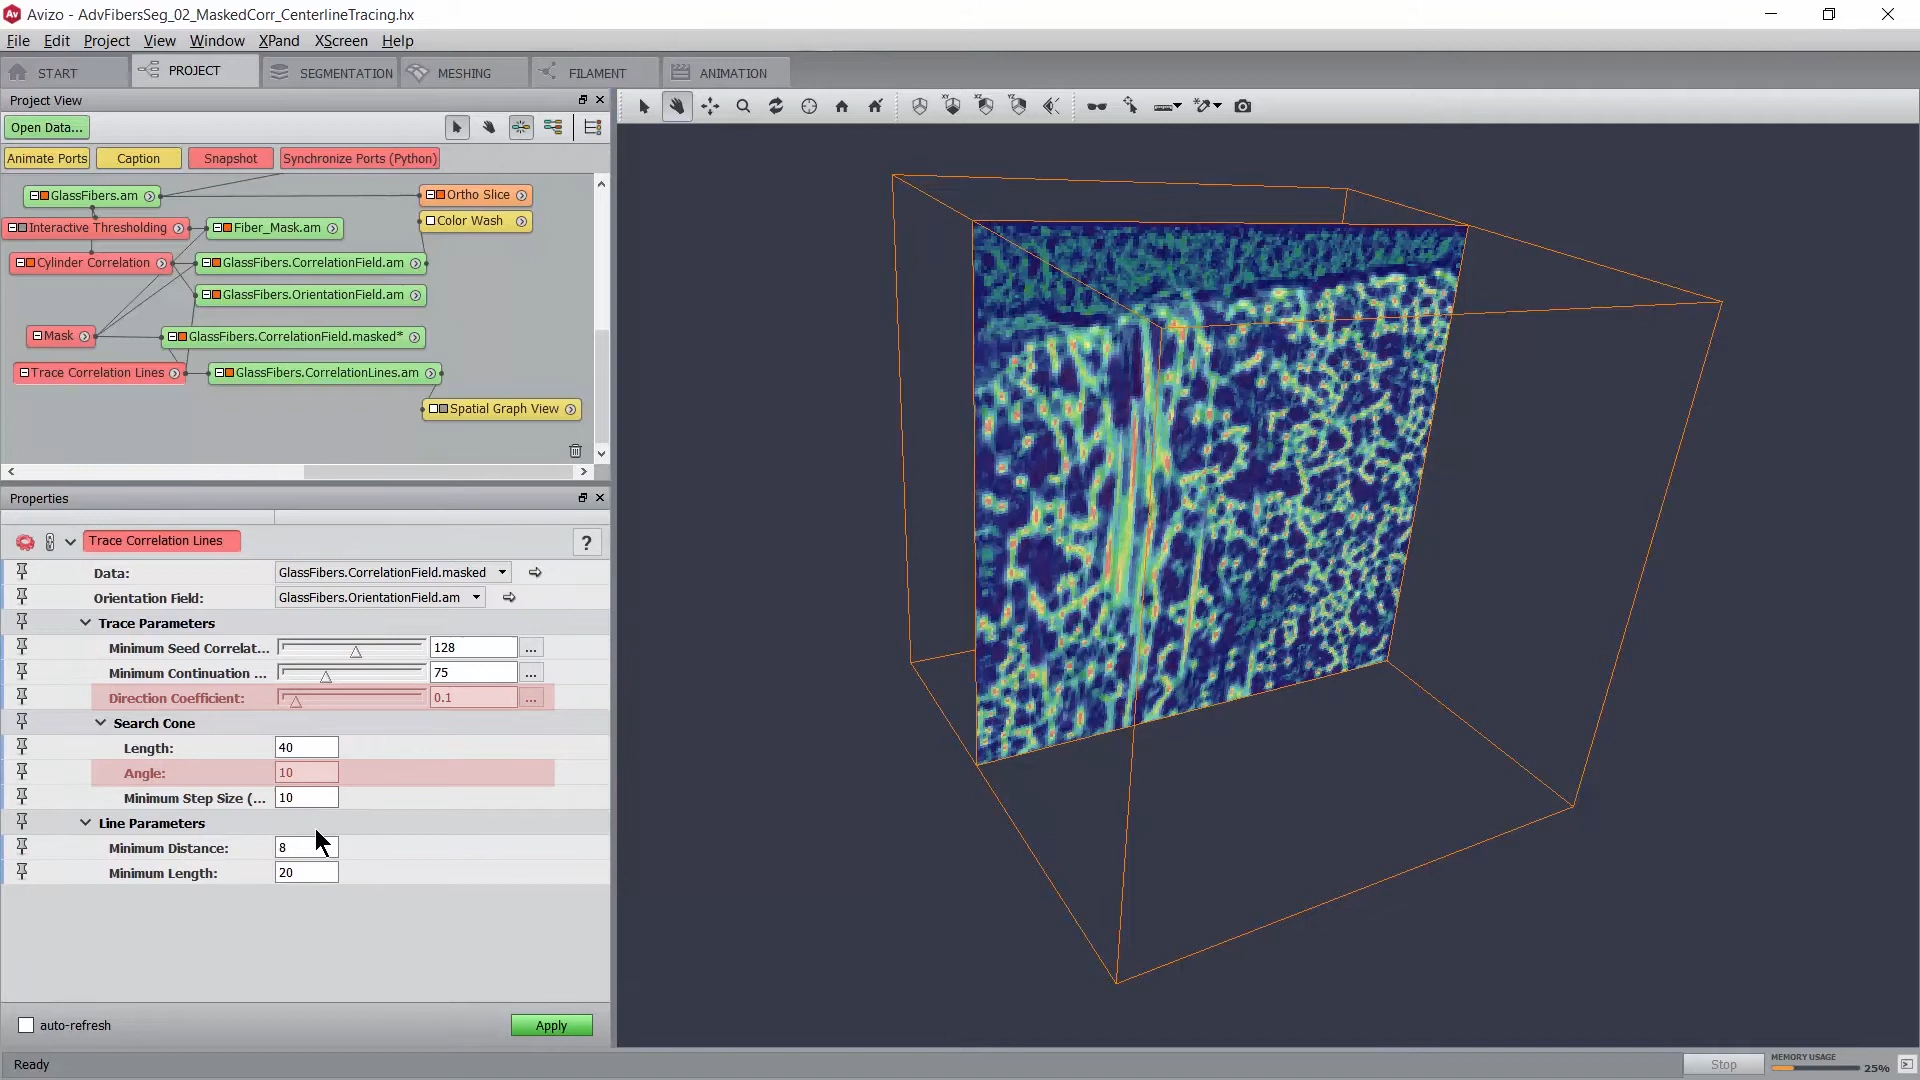 Avizo - AdvFibersSeg_02_MaskedCorr_CenterlineTracing.hx
File Edit Project View Window XPand XScreen Help
START PROJECT SEGMENTATION MESHING FILAMENT ANIMATION
Project View
Open Data...
Animate Ports Caption Snapshot Synchronize Ports (Python)
GlassFibers.am Ortho Slice
Color Wash
Interactive Thresholding Fiber_Mask.am
Cylinder Correlation GlassFibers.CorrelationField.am
GlassFibers.OrientationField.am
Mask GlassFibers.CorrelationField.masked*
Trace Correlation Lines GlassFibers.CorrelationLines.am
Spatial Graph View
Properties
Trace Correlation Lines ?
Data: GlassFibers.CorrelationField.masked
Orientation Field: GlassFibers.OrientationField.am
Trace Parameters
Minimum Seed Correlat... 128 ...
Minimum Continuation ... 75 ...
Direction Coefficient: 0.1 ...
Search Cone
Length: 40
Angle: 10
Minimum Step Size (... 10
Line Parameters
Minimum Distance: 8
Minimum Length: 20
auto-refresh Apply
Ready Stop MEMORY USAGE 25%
XY XZ YZ